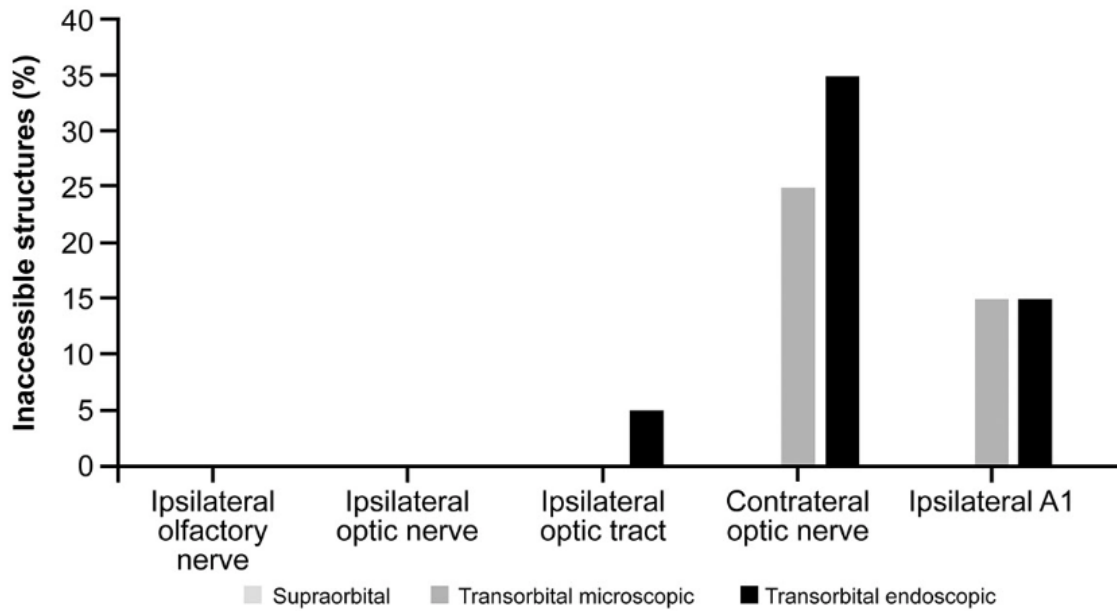 Inaccessible structures (%)
40
35
30
25
20
15
10
5
0
Ipsilateral
olfactory
nerve
Ipsilateral
optic nerve
Ipsilateral
optic tract
Contrateral
optic nerve
Ipsilateral A1
Supraorbital
Transorbital microscopic
Transorbital endoscopic